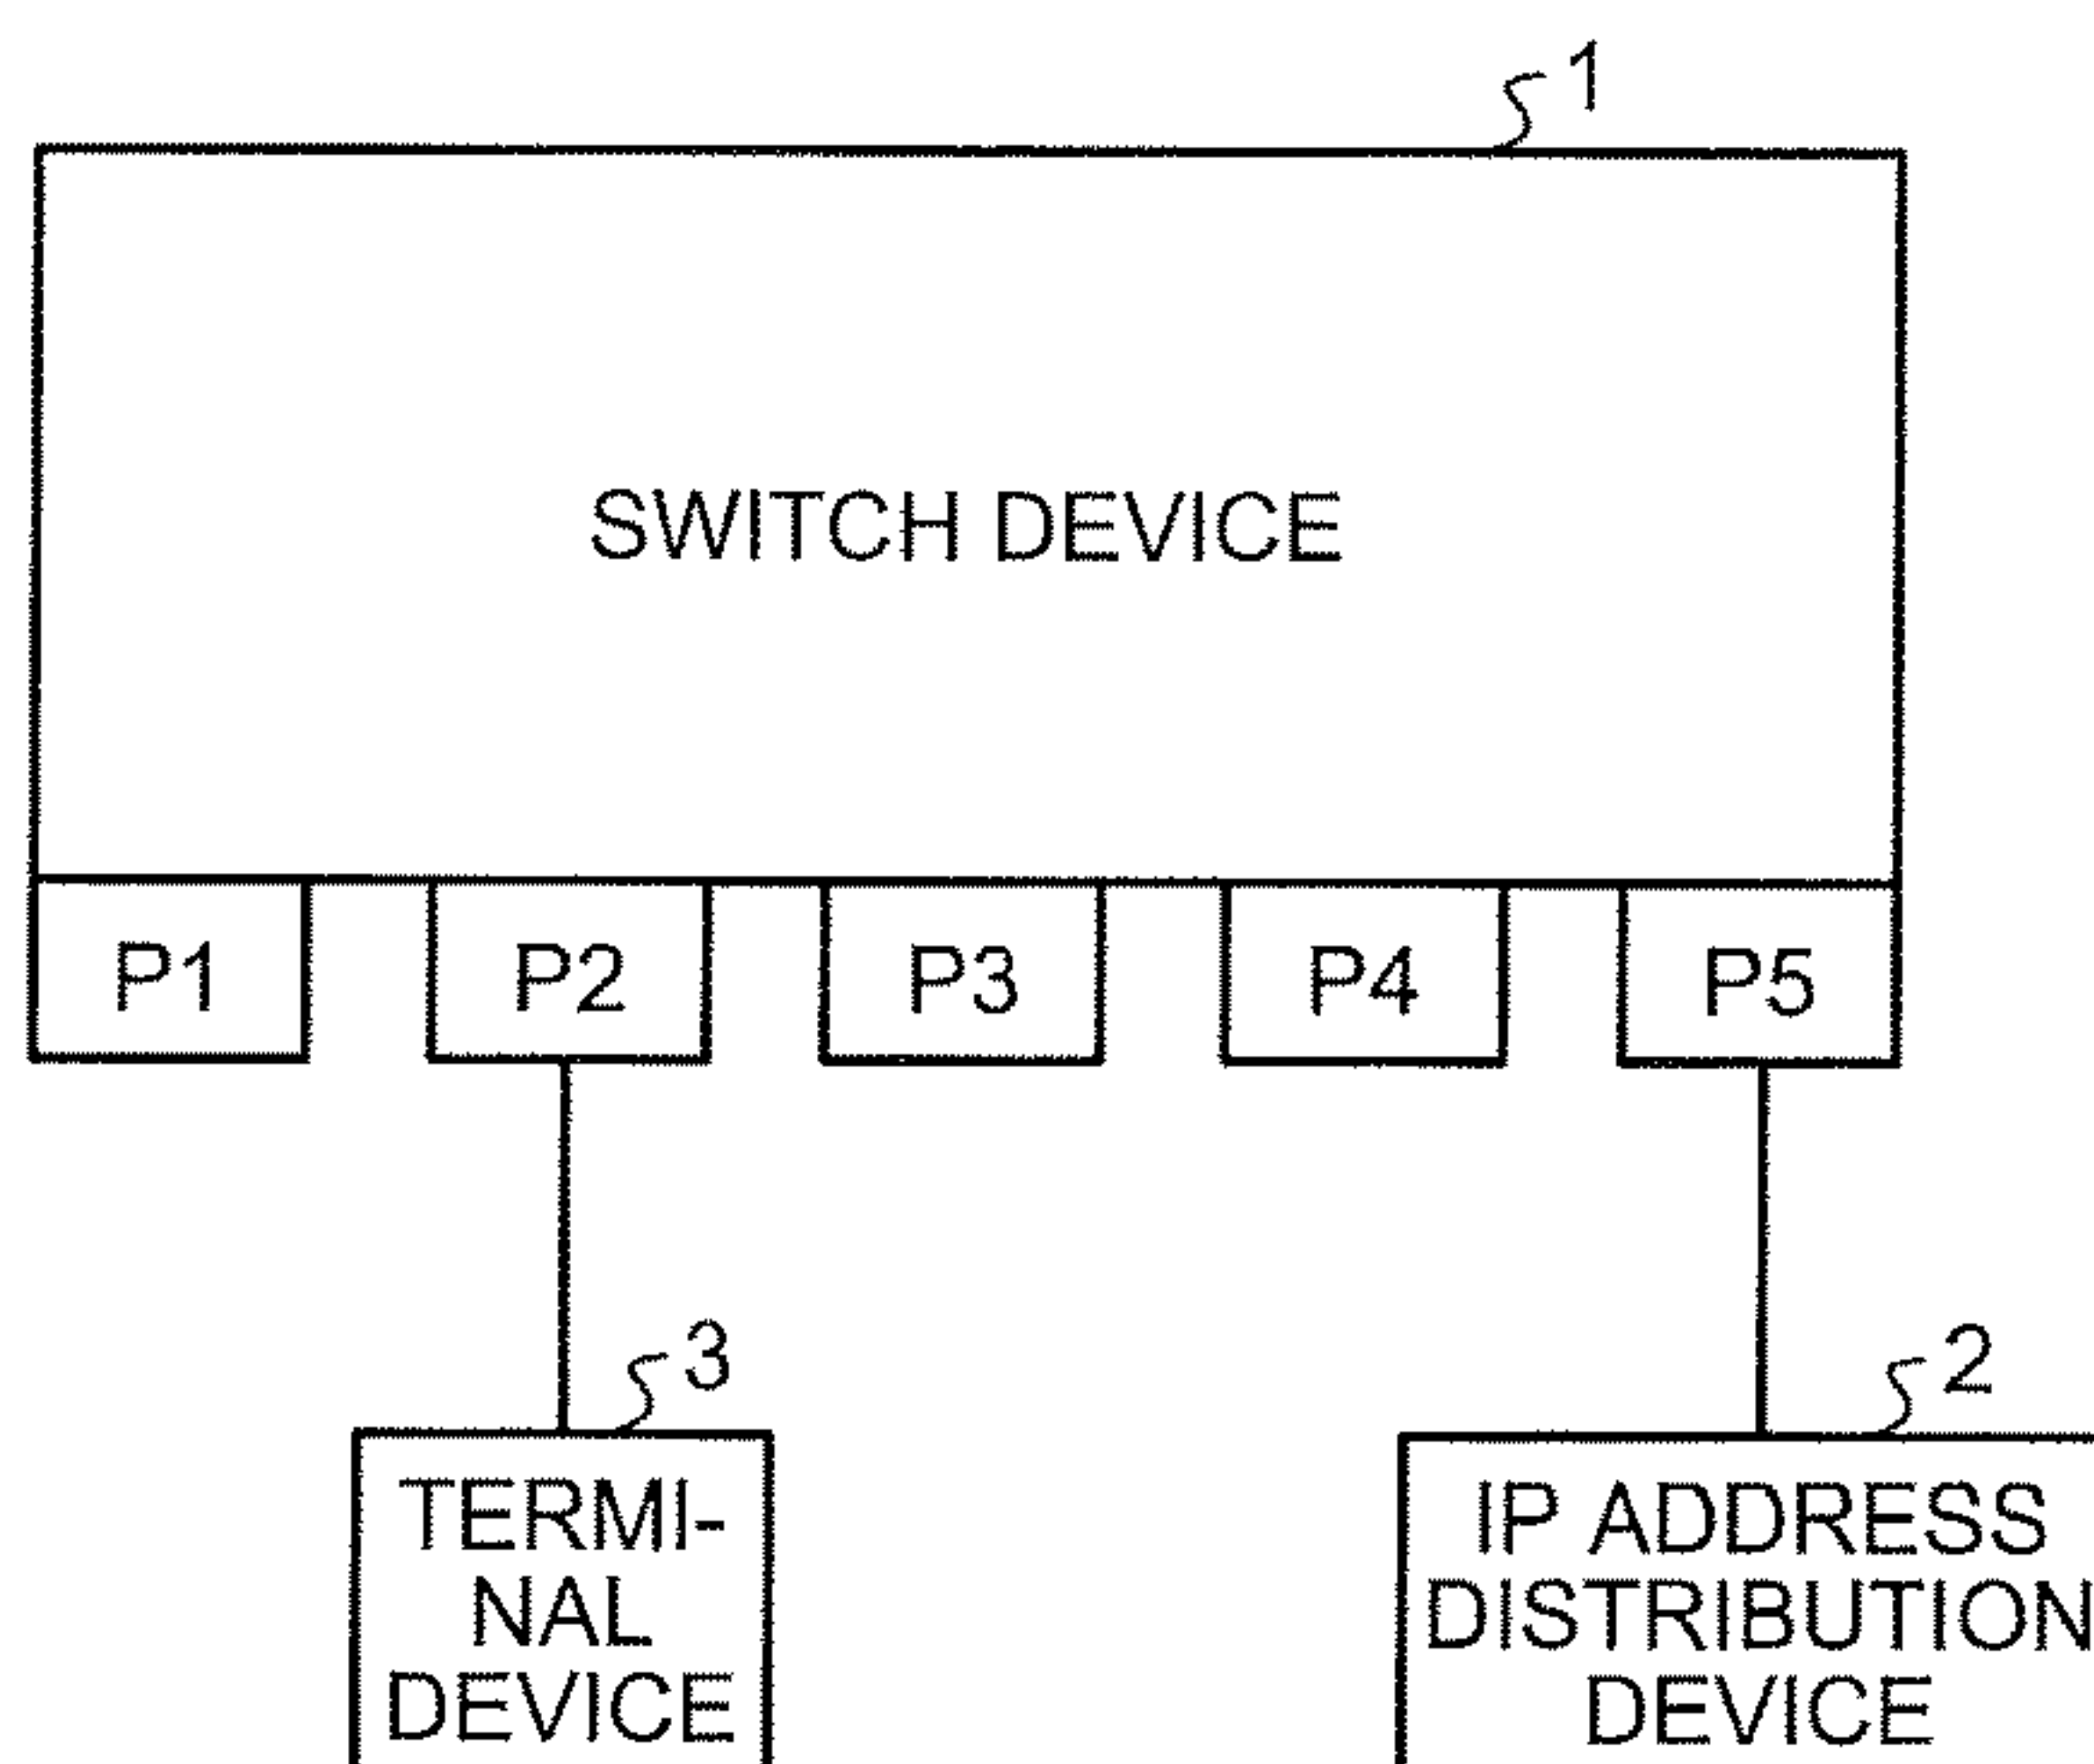 1
SWITCH DEVICE
P1 P2 P3 P4 P5
3
2
TERMI-
NAL
DEVICE
IP ADDRESS
DISTRIBUTION
DEVICE